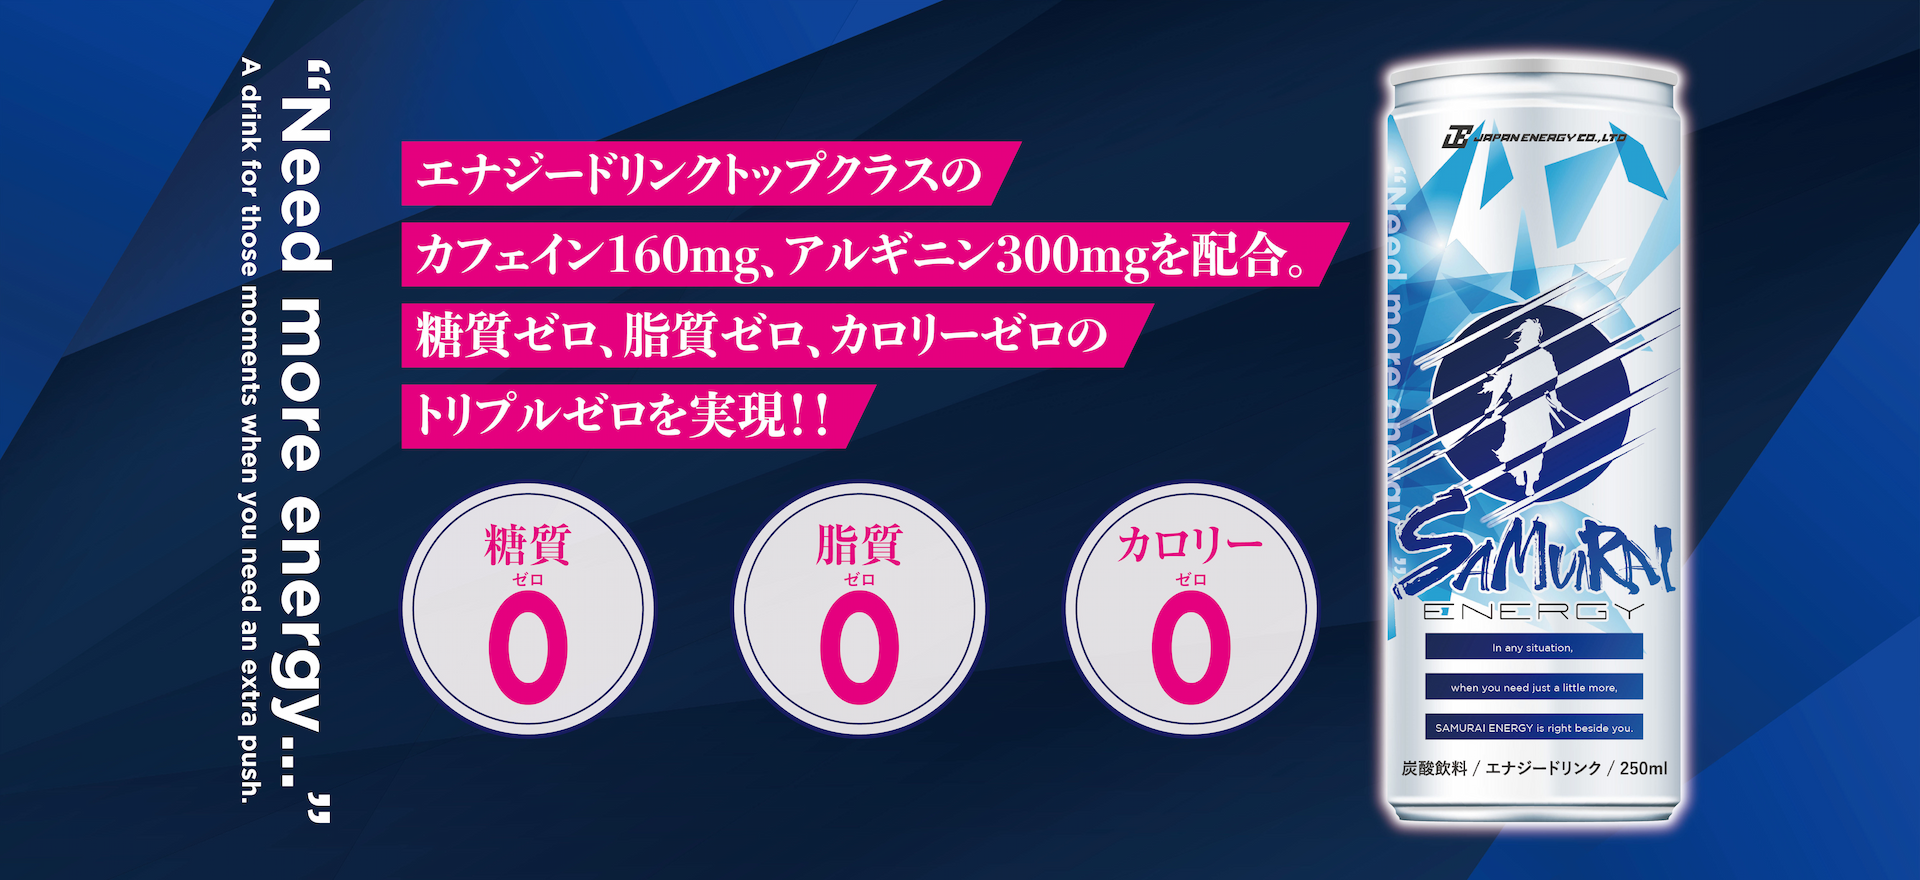 “Need more energy...”
A drink for those moments when you need an extra push.
エナジードリンクトップクラスの
カフェイン160mg、アルギニン300mgを配合。
糖質ゼロ、脂質ゼロ、カロリーゼロの
トリプルゼロを実現!!
糖質
ゼロ
0
脂質
ゼロ
0
カロリー
ゼロ
0
JE JAPAN ENERGY CO.,LTD
“Need more energy”
SAMURAI
ENERGY
In any situation,
when you need just a little more,
SAMURAI ENERGY is right beside you.
炭酸飲料 / エナジードリンク / 250ml